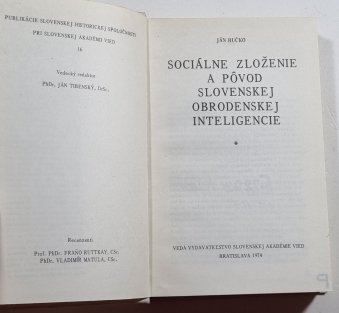 PUBLIKÁCIE SLOVENSKEJ HISTORICKEJ SPOLOČNOSTI
PRI SLOVENSKEJ AKADÉMII VIED
16
Vedecký redaktor
PhDr. JÁN TIBENSKÝ, DrSc.
Recenzenti
Prof. PhDr. FRAŇO RUTTKAY, CSc.
PhDr. VLADIMÍR MATULA, CSc.
JÁN HUČKO
SOCIÁLNE ZLOŽENIE
A PÔVOD
SLOVENSKEJ
OBRODENSKEJ
INTELIGENCIE
VEDA VYDAVATEĽSTVO SLOVENSKEJ AKADÉMIE VIED
BRATISLAVA 1974